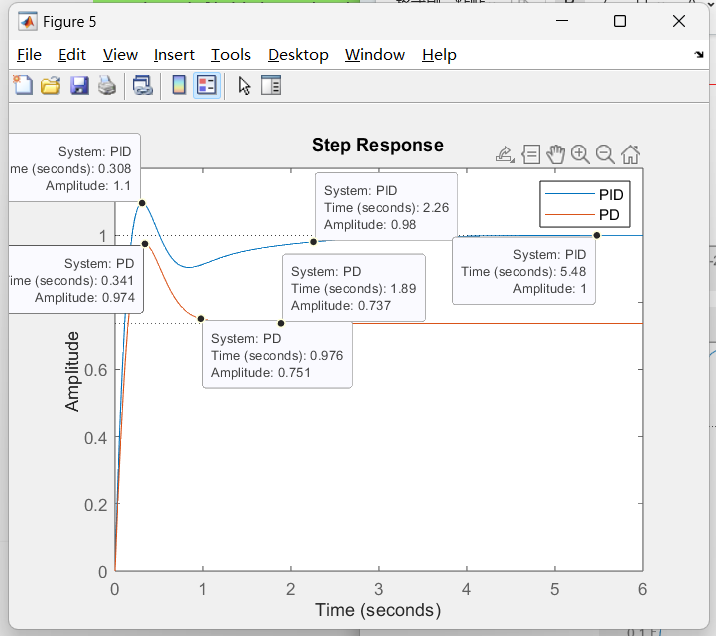 Figure 5
File Edit View Insert Tools Desktop Window Help
Step Response
System: PID
me (seconds): 0.308
Amplitude: 1.1
System: PID
Time (seconds): 2.26
Amplitude: 0.98
PID
PD
System: PID
Time (seconds): 5.48
Amplitude: 1
System: PD
ime (seconds): 0.341
Amplitude: 0.974
System: PD
Time (seconds): 1.89
Amplitude: 0.737
System: PD
Time (seconds): 0.976
Amplitude: 0.751
Amplitude
1
0.6
0.4
0.2
0
0 1 2 3 4 5 6
Time (seconds)